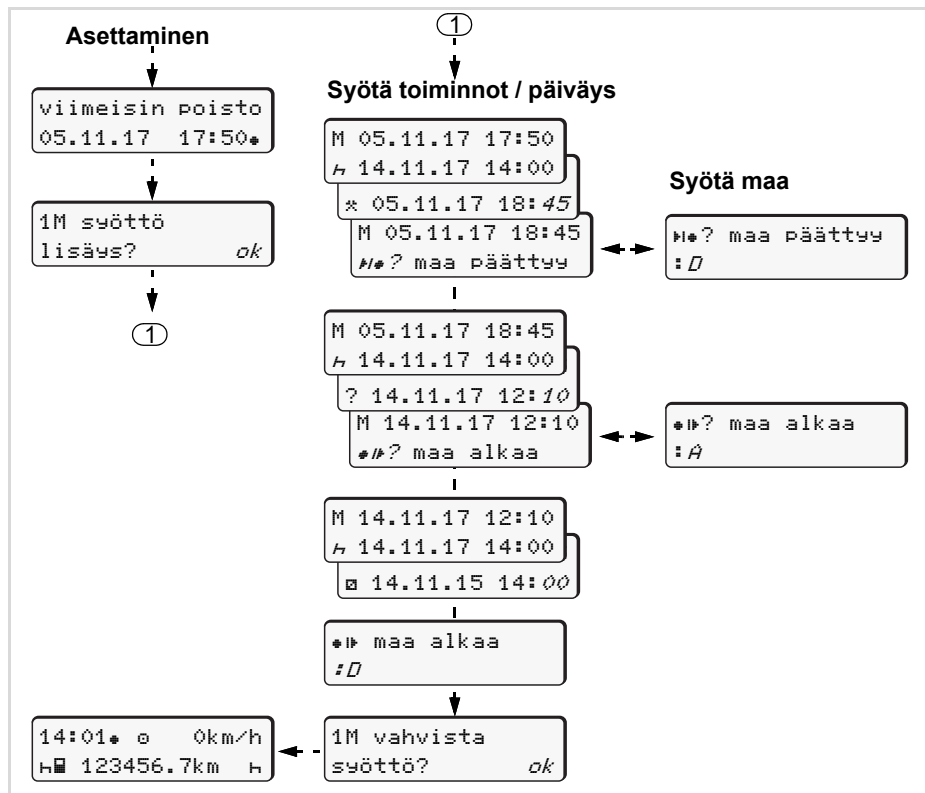 Asettaminen
viimeisin poisto
05.11.17 17:50
1M syöttö
lisäys? ok
1
1
Syötä toiminnot / päiväys
M 05.11.17 17:50
14.11.17 14:00
05.11.17 18:45
M 05.11.17 18:45
? maa päättyy
Syötä maa
? maa päättyy
:D
M 05.11.17 18:45
14.11.17 14:00
? 14.11.17 12:10
M 14.11.17 12:10
? maa alkaa
? maa alkaa
:A
M 14.11.17 12:10
14.11.17 14:00
14.11.15 14:00
maa alkaa
:D
1M vahvista
syöttö? ok
14:01 0km/h
123456.7km